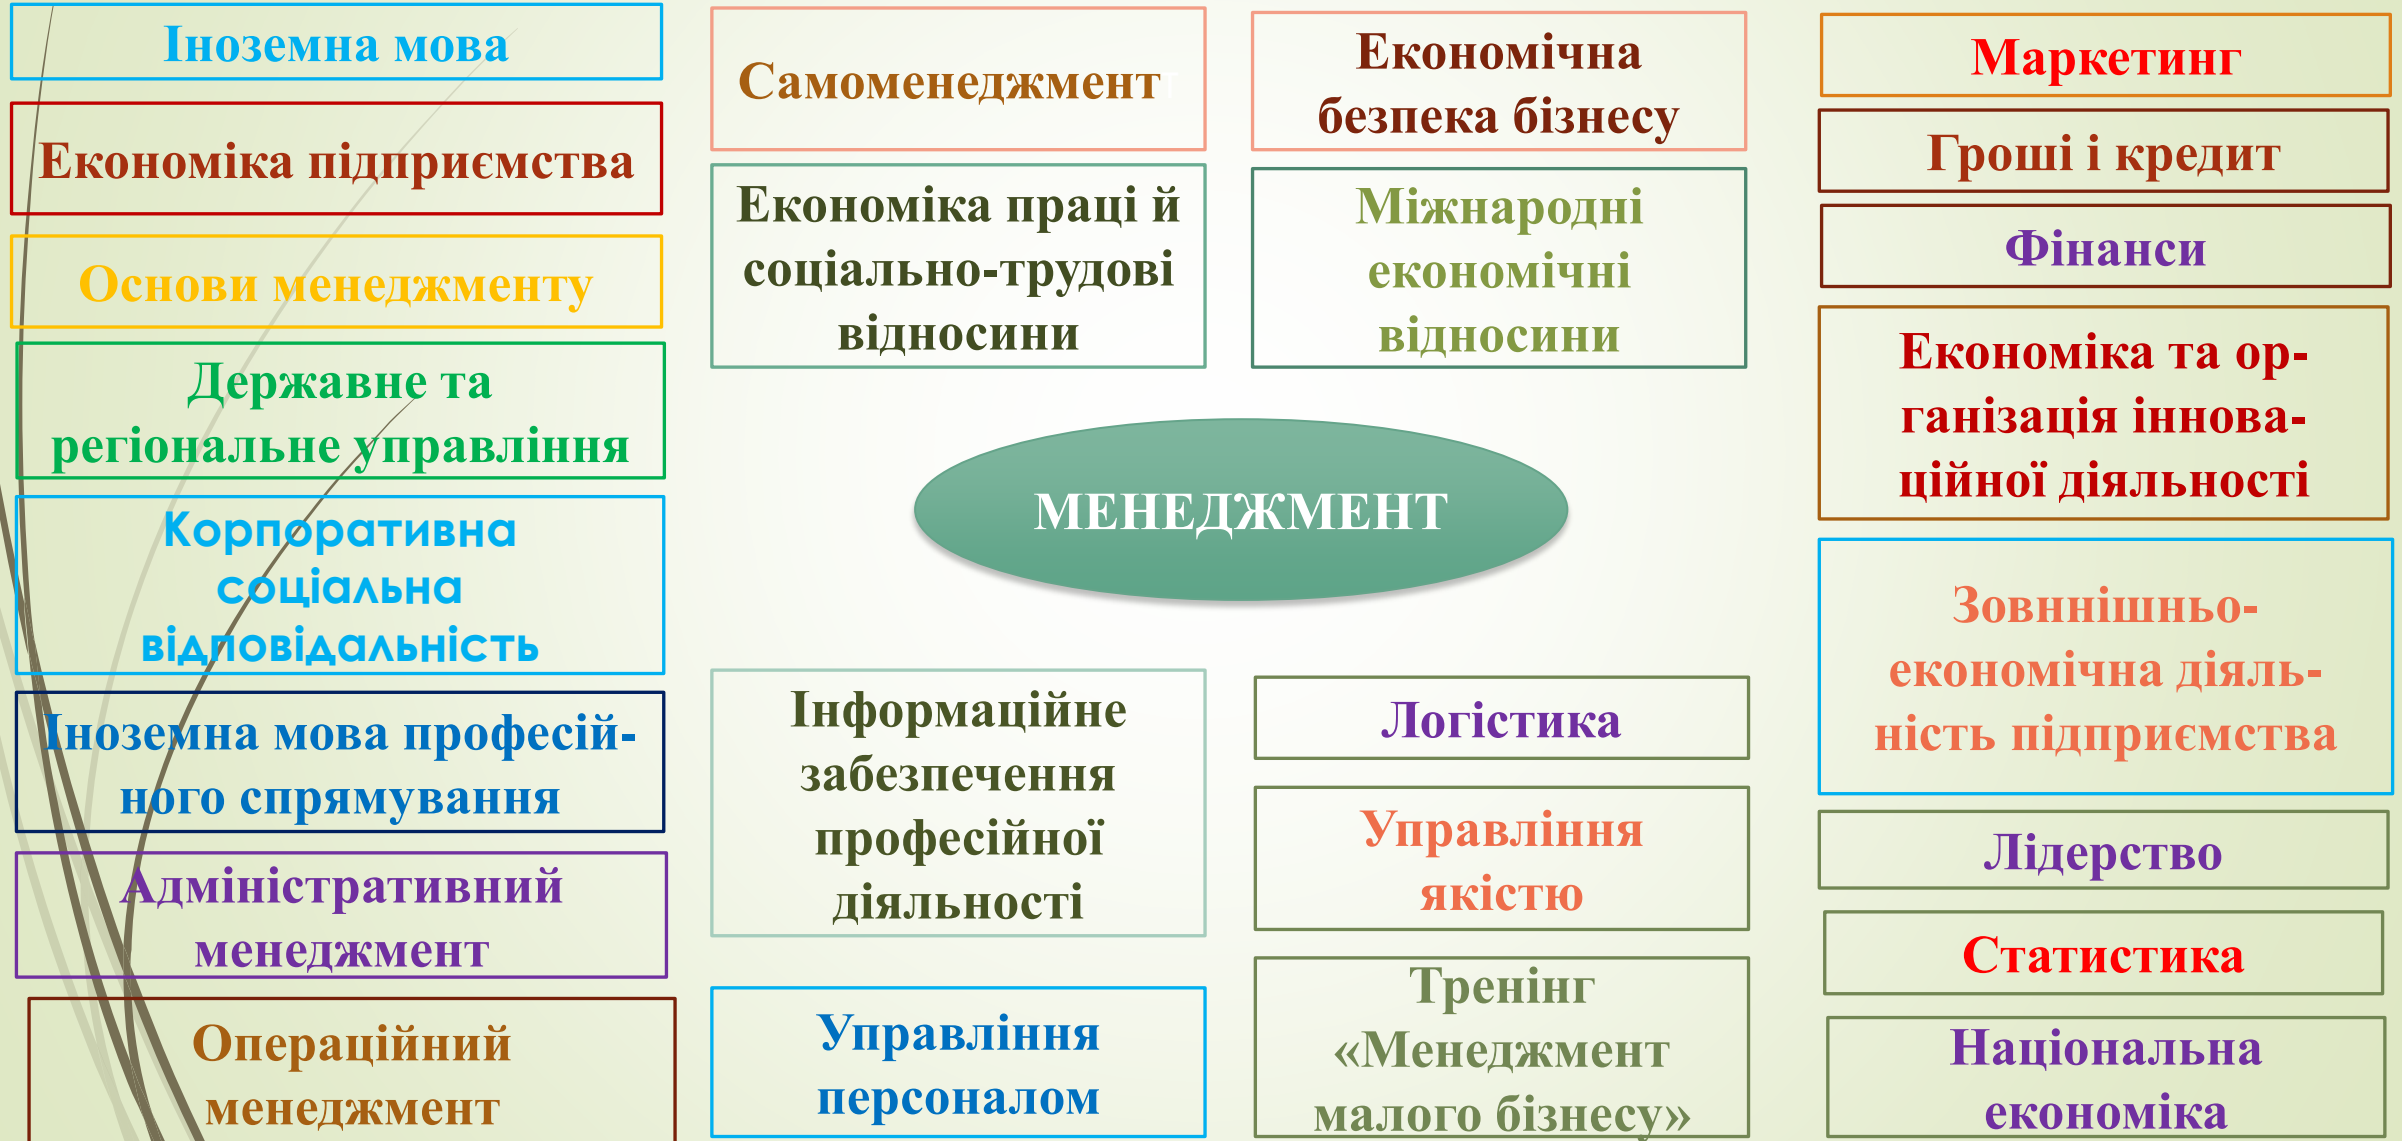 Іноземна мова
Економіка підприємства
Основи менеджменту
Державне та
регіональне управління
Корпоративна
соціальна
відповідальність
Іноземна мова професій-
ного спрямування
Адміністративний
менеджмент
Операційний
менеджмент
Самоменеджмент
Економіка праці й
соціально-трудові
відносини
Економічна
безпека бізнесу
Міжнародні
економічні
відносини
МЕНЕДЖМЕНТ
Інформаційне
забезпечення
професійної
діяльності
Управління
персоналом
Логістика
Управління
якістю
Тренінг
«Менеджмент
малого бізнесу»
Маркетинг
Гроші і кредит
Фінанси
Економіка та ор-
ганізація іннова-
ційної діяльності
Зовннішньо-
економічна діяль-
ність підприємства
Лідерство
Статистика
Національна
економіка